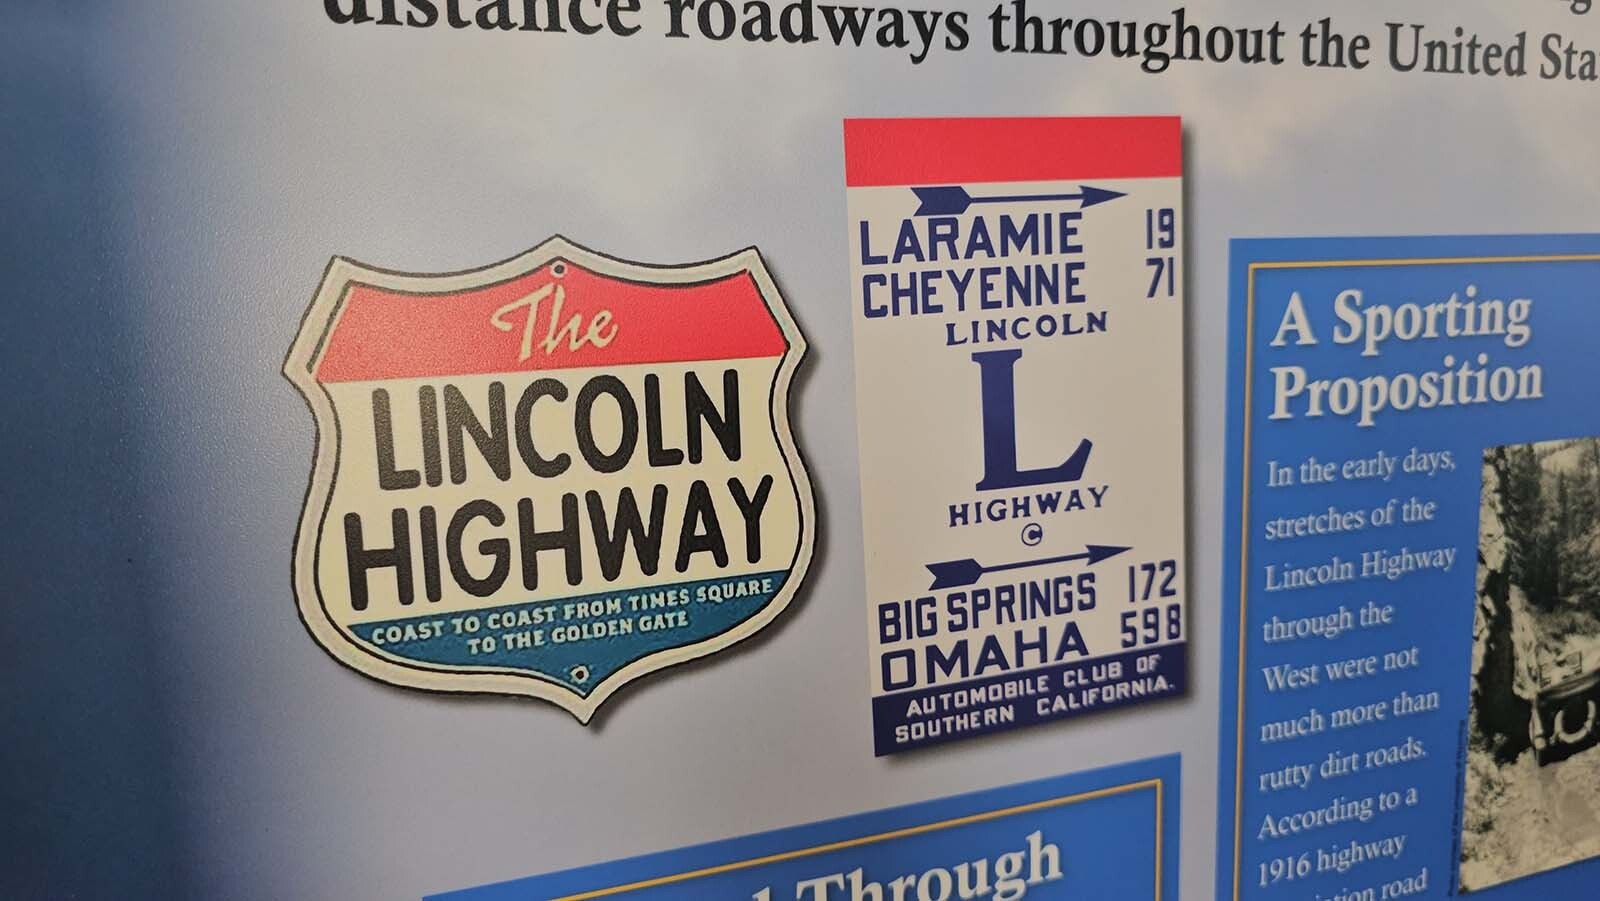 distance roadways throughout the United
The
LINCOLN
HIGHWAY
COAST TO COAST FROM TIMES SQUARE
TO THE GOLDEN GATE
LARAMIE 19
CHEYENNE 71
LINCOLN
L
HIGHWAY
©
BIG SPRINGS 172
OMAHA 598
AUTOMOBILE CLUB OF
SOUTHERN CALIFORNIA.
A Sporting
Proposition
In the early days,
stretches of the
Lincoln Highway
through the
West were not
much more than
rutty dirt roads.
According to a
1916 highway
road
Through